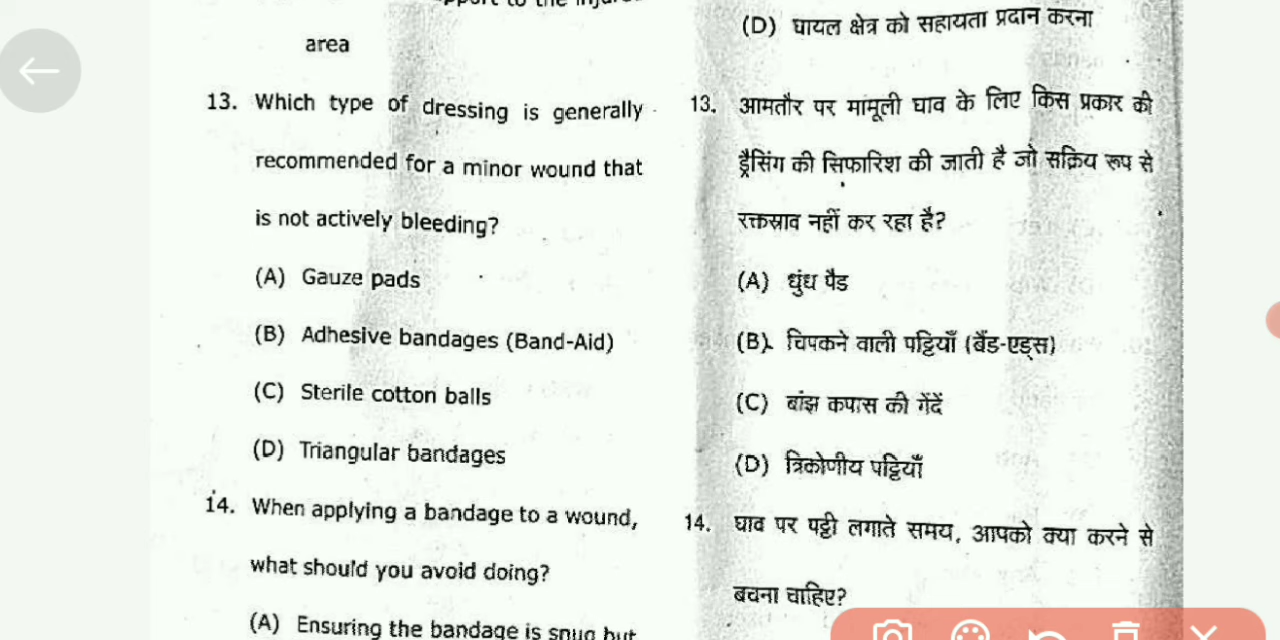 area
13. Which type of dressing is generally
recommended for a minor wound that
is not actively bleeding?
(A) Gauze pads
(B) Adhesive bandages (Band-Aid)
(C) Sterile cotton balls
(D) Triangular bandages
14. When applying a bandage to a wound,
what should you avoid doing?
(A) Ensuring the bandage is snug but
(D) घायल क्षेत्र को सहायता प्रदान करना
13. आमतौर पर मामूली घाव के लिए किस प्रकार की
ड्रैसिंग की सिफारिश की जाती है जो सक्रिय रूप से
रक्तस्राव नहीं कर रहा है?
(A) धुंध पैड
(B) चिपकने वाली पट्टियाँ (बैंड-एड्स)
(C) बांझ कपास की गेंदें
(D) त्रिकोणीय पट्टियाँ
14. घाव पर पट्टी लगाते समय, आपको क्या करने से
बचना चाहिए?